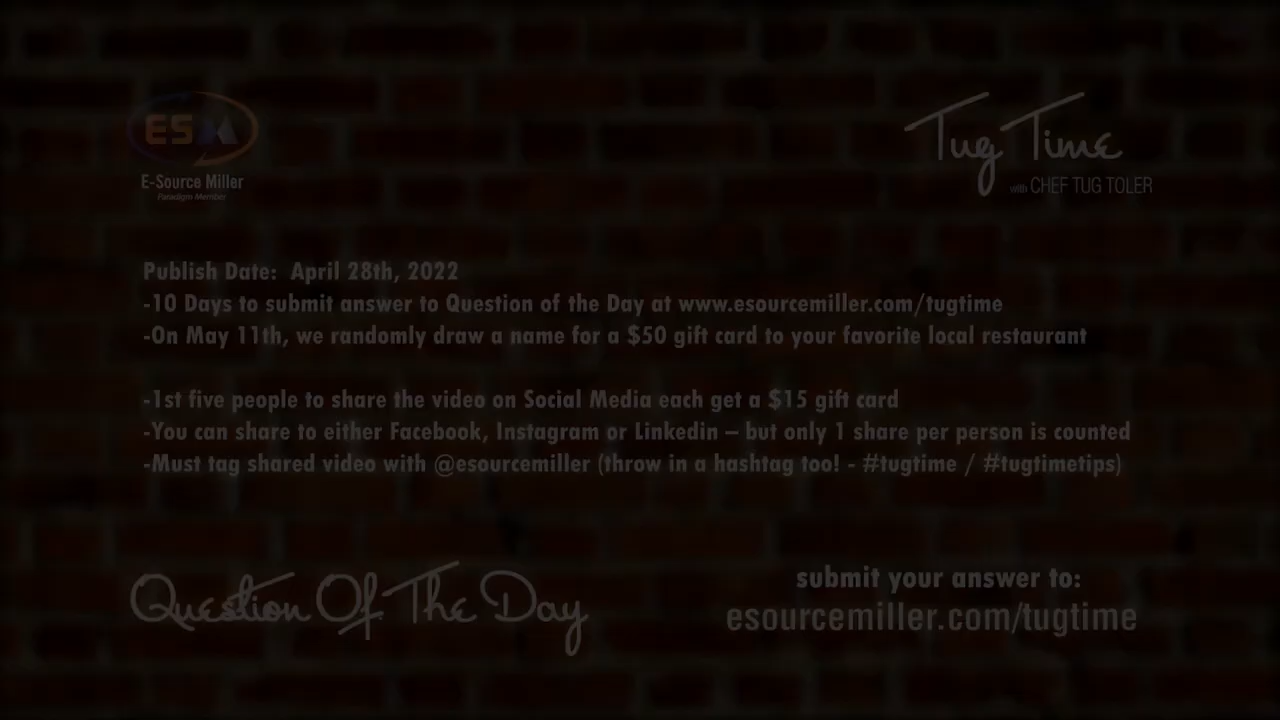 ESM
E-Source Miller
Paradigm Member
Tug Time
with CHEF TUG TOLER
Publish Date: April 28th, 2022
-10 Days to submit answer to Question of the Day at www.esourcemiller.com/tugtime
-On May 11th, we randomly draw a name for a $50 gift card to your favorite local restaurant
-1st five people to share the video on Social Media each get a $15 gift card
-You can share to either Facebook, Instagram or Linkedin – but only 1 share per person is counted
-Must tag shared video with @esourcemiller (throw in a hashtag too! - #tugtime / #tugtimetips)
Question Of The Day
submit your answer to:
esourcemiller.com/tugtime